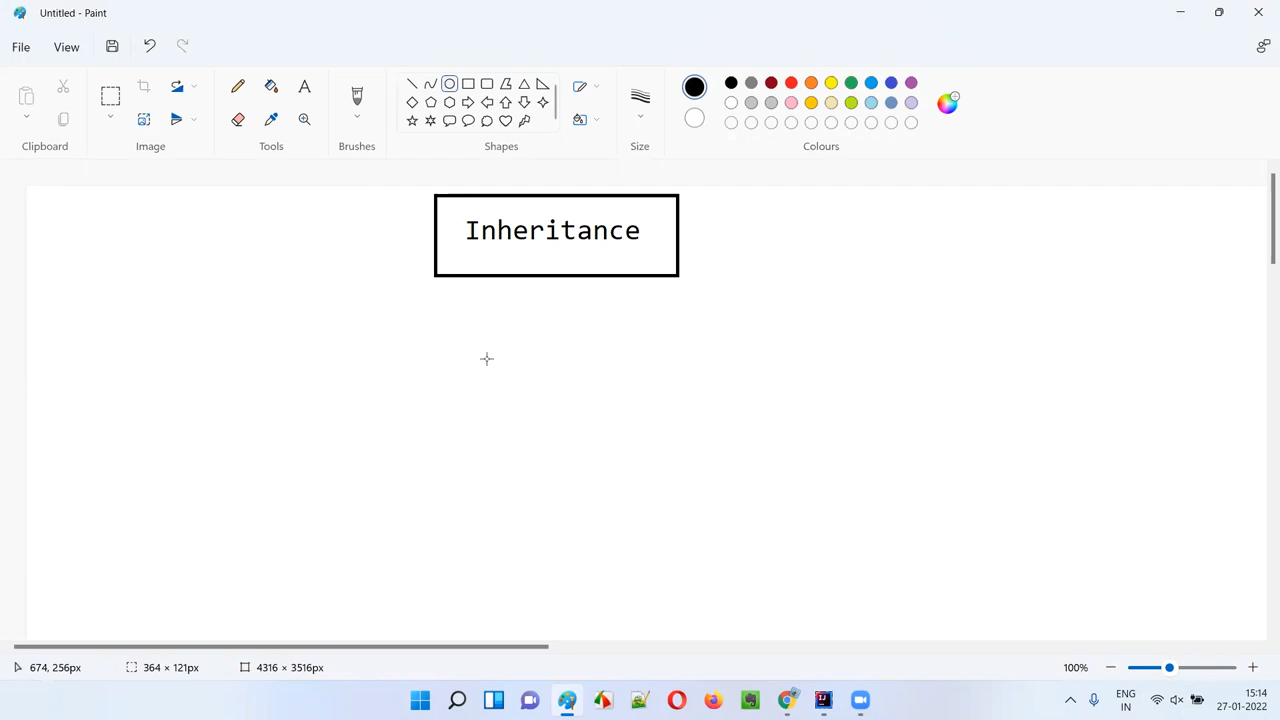 Untitled - Paint
File View
Clipboard Image Tools Brushes Shapes Size Colours
Inheritance
674, 256px 364 × 121px 4316 × 3516px 100%
ENG
IN
15:14
27-01-2022